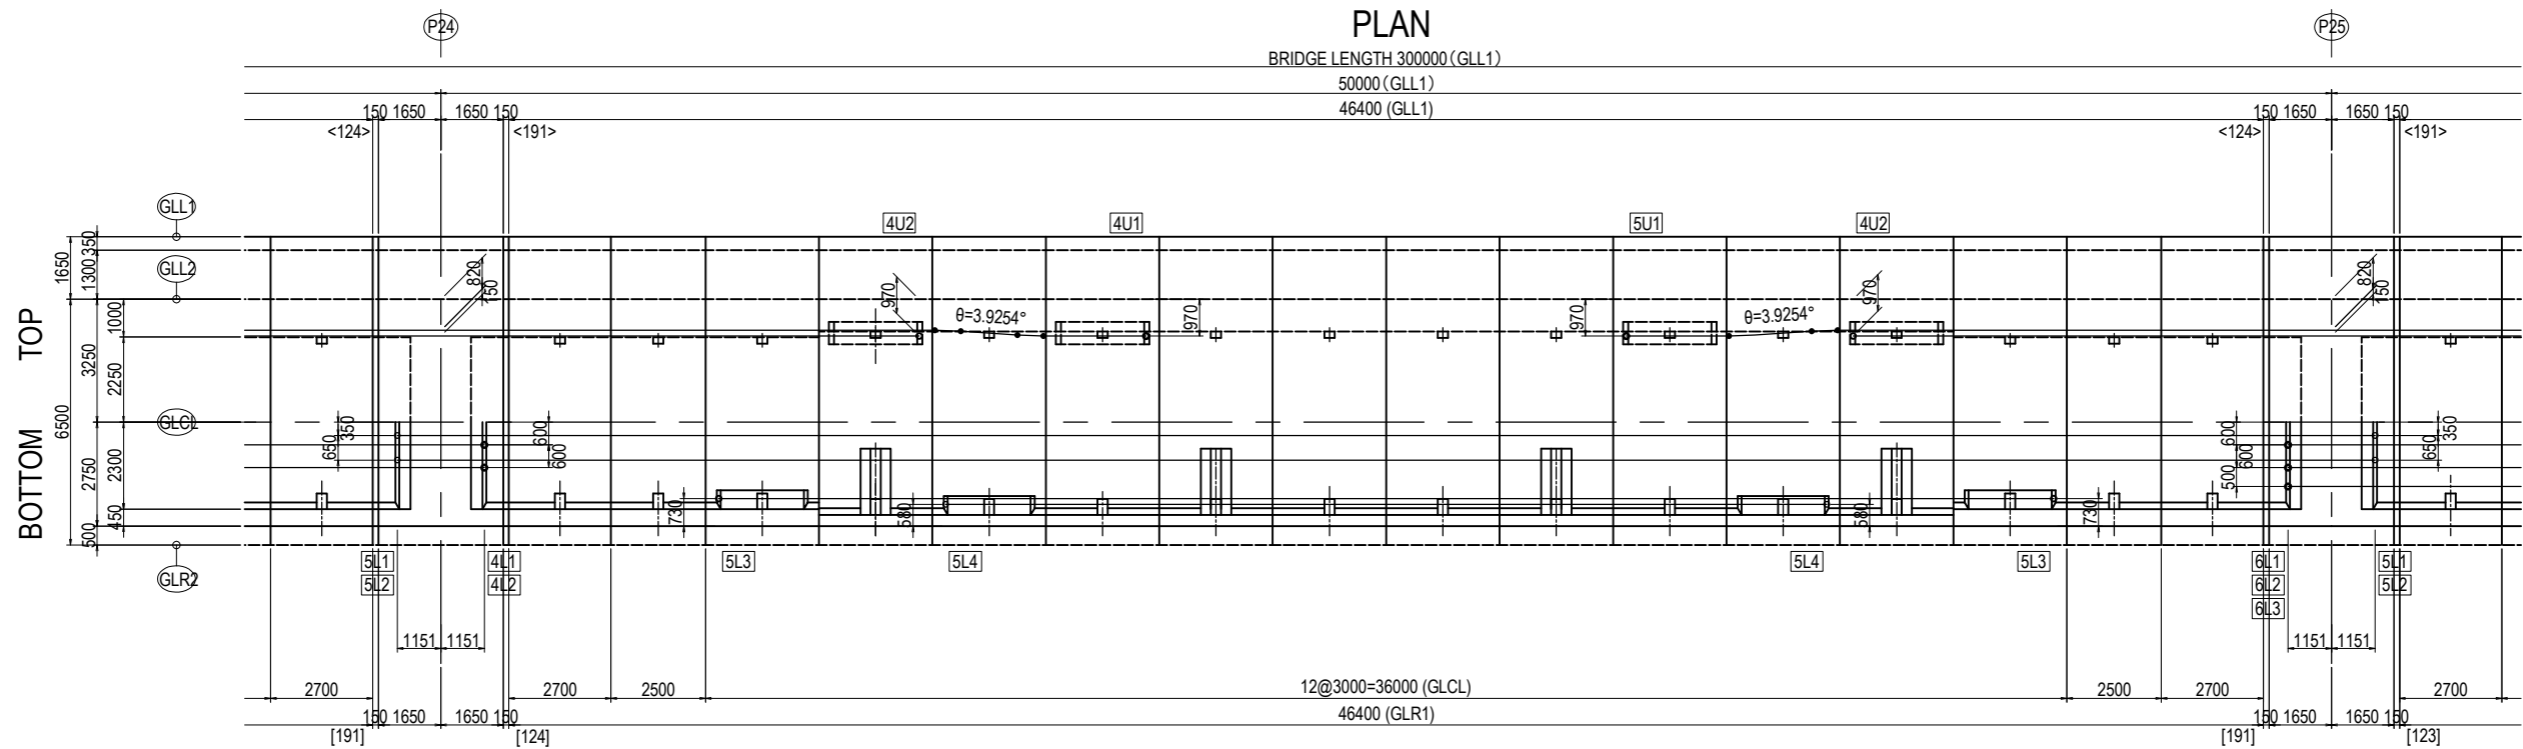 PLAN
P24
P25
BRIDGE LENGTH 300000(GLL1)
50000(GLL1)
150 1650 1650 150
46400 (GLL1)
150 1650 1650 150
<124> <191>
<124> <191>
GLL1
GLL2
GLCL
GLR2
TOP
BOTTOM
1650
6500
350
1300
3250
2750
500
1000
2250
2300
450
4U2
4U1
5U1
4U2
820
150
970
θ=3.9254°
970
970
θ=3.9254°
970
820
150
350
650
600
600
730
580
580
730
600
600
500
350
650
5L1
5L2
4L1
4L2
5L3
5L4
5L4
5L3
6L1
6L2
6L3
5L1
5L2
1151 1151
1151 1151
2700
2700
2500
12@3000=36000 (GLCL)
2500
2700
2700
150 1650 1650 150
46400 (GLR1)
150 1650 1650 150
[191] [124]
[191] [123]